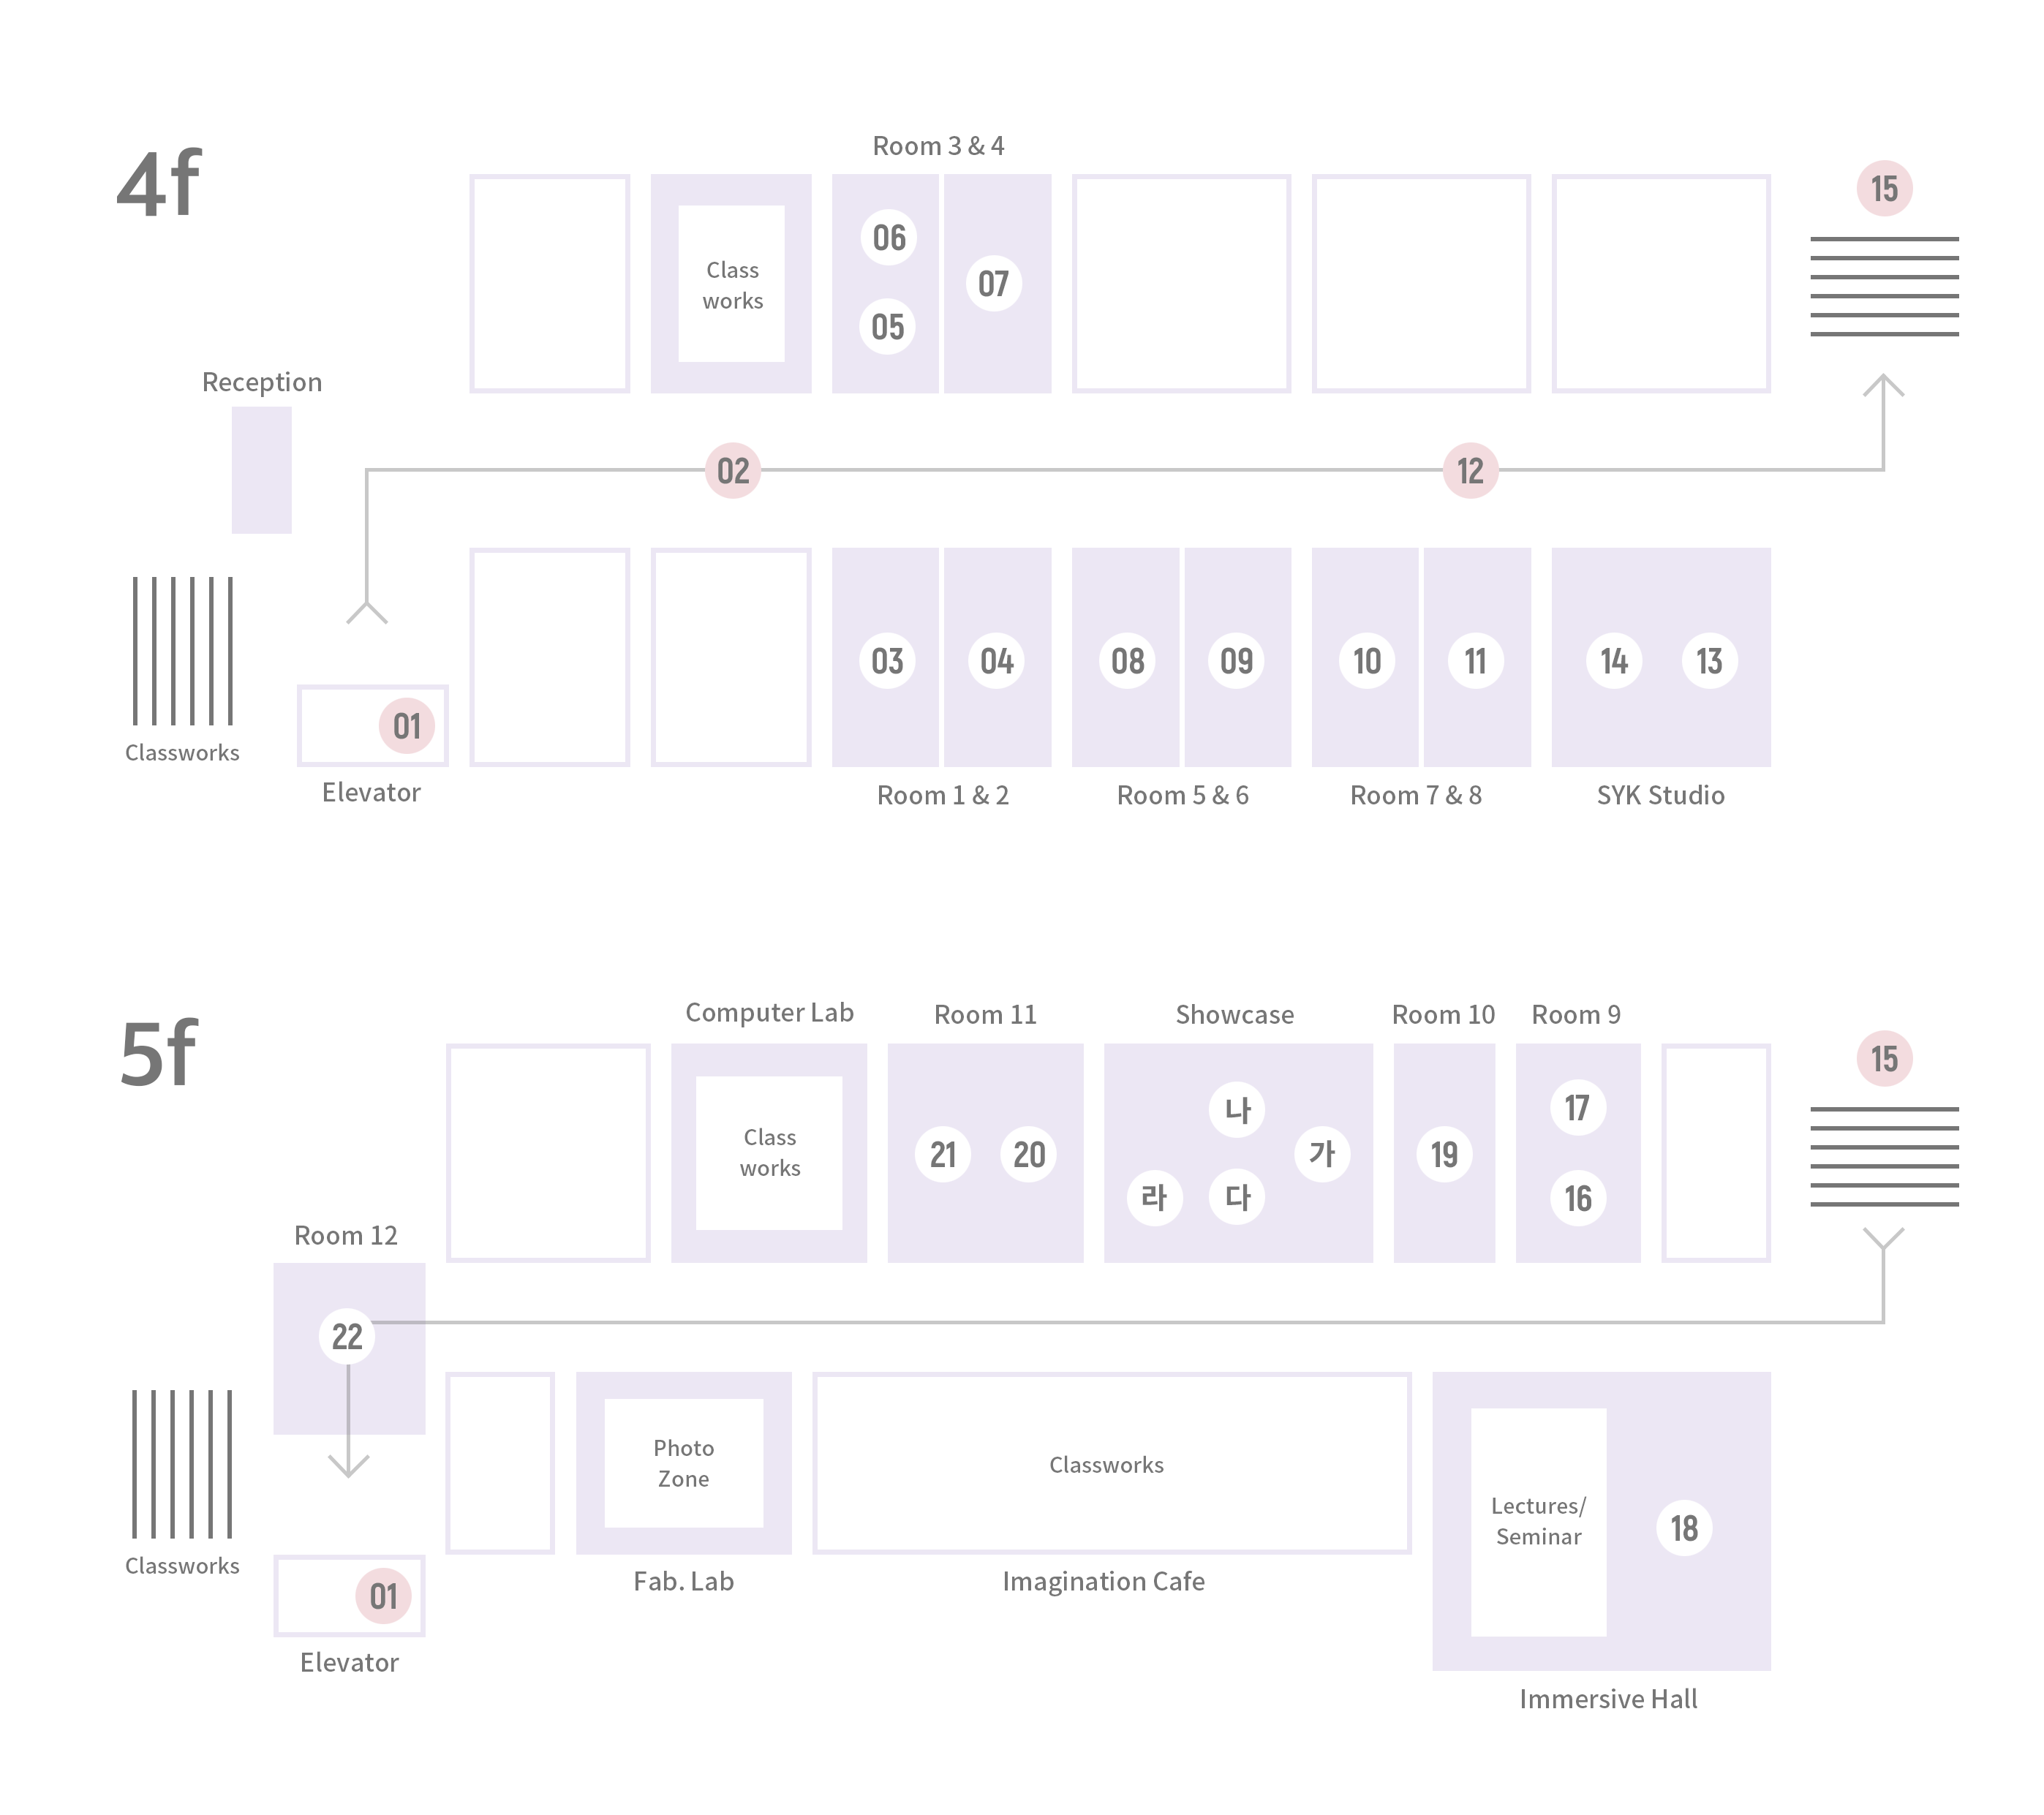 4f
Room 3 & 4
15
Class
works
06
05
07
Reception
02
12
Classworks
01
Elevator
03
04
08
09
10
11
14
13
Room 1 & 2
Room 5 & 6
Room 7 & 8
SYK Studio
5f
Computer Lab
Room 11
Showcase
Room 10
Room 9
15
Class
works
21
20
나
가
라
다
19
17
16
Room 12
22
Classworks
01
Elevator
Photo
Zone
Fab. Lab
Classworks
Imagination Cafe
Lectures/
Seminar
18
Immersive Hall